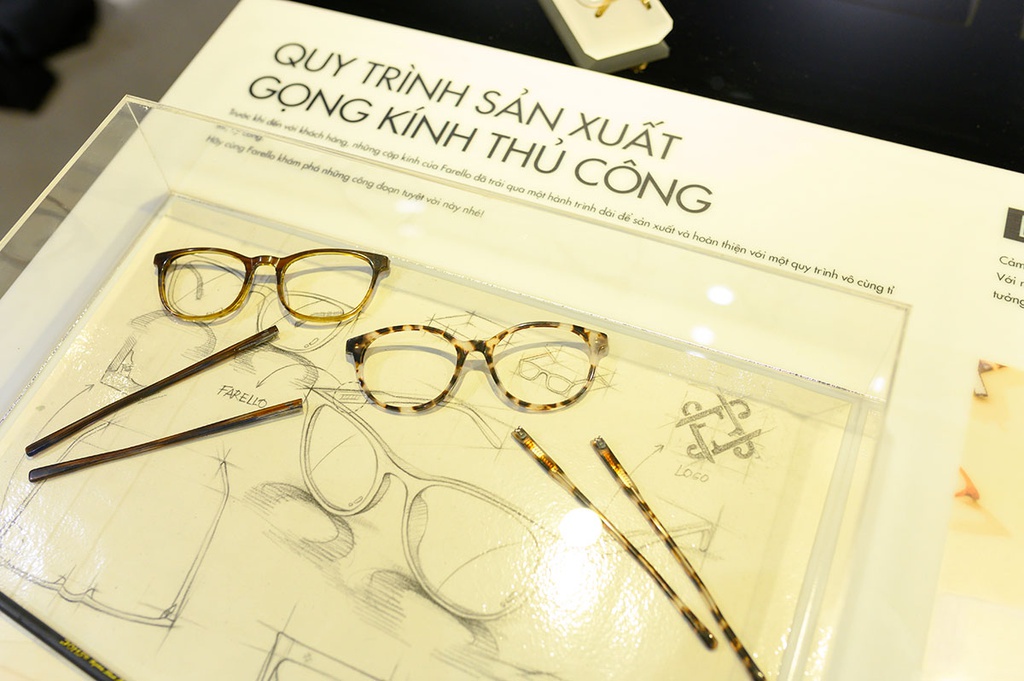 QUY TRÌNH SẢN XUẤT
GỌNG KÍNH THỦ CÔNG
Trước khi đến với khách hàng, những cặp kính của Farello đã trải qua một hành trình dài để sản xuất và hoàn thiện với một quy trình vô cùng tỉ
Hãy cùng Farello khám phá những công đoạn tuyệt vời này nhé!
Cảm
Với
tưởng
FARELLO
LOGO